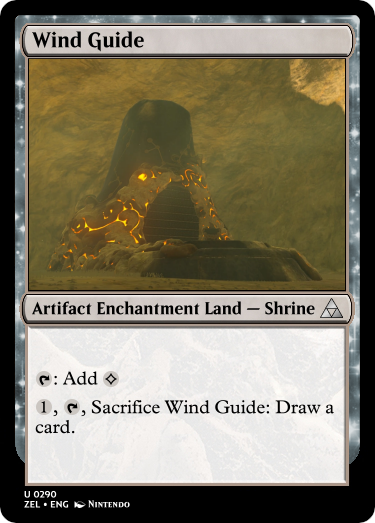 Wind Guide
Artifact Enchantment Land — Shrine
: Add
1, , Sacrifice Wind Guide: Draw a
card.
U 0290
ZEL • ENG Nintendo